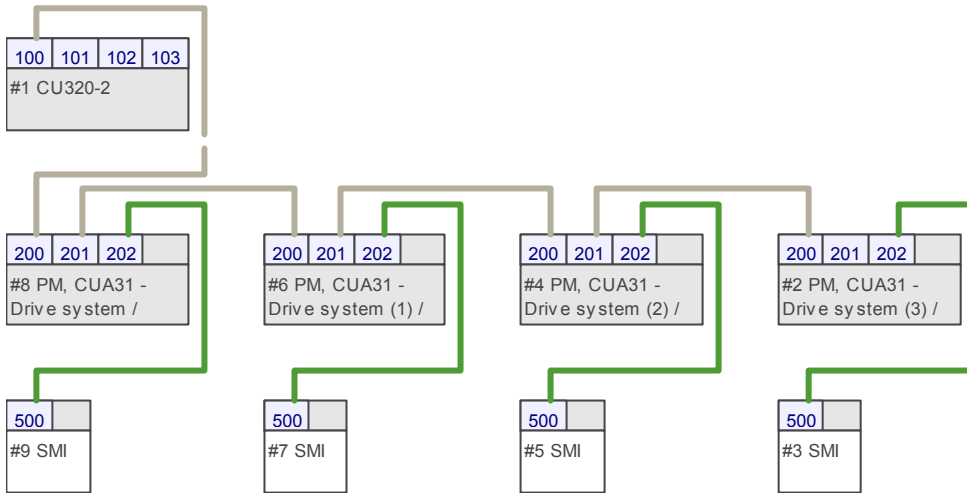 100 101 102 103
#1 CU320-2
200 201 202 200 201 202 200 201 202 200 201 202
#8 PM, CUA31 -
Drive system /
#6 PM, CUA31 -
Drive system (1) /
#4 PM, CUA31 -
Drive system (2) /
#2 PM, CUA31 -
Drive system (3) /
500 500 500 500
#9 SMI #7 SMI #5 SMI #3 SMI